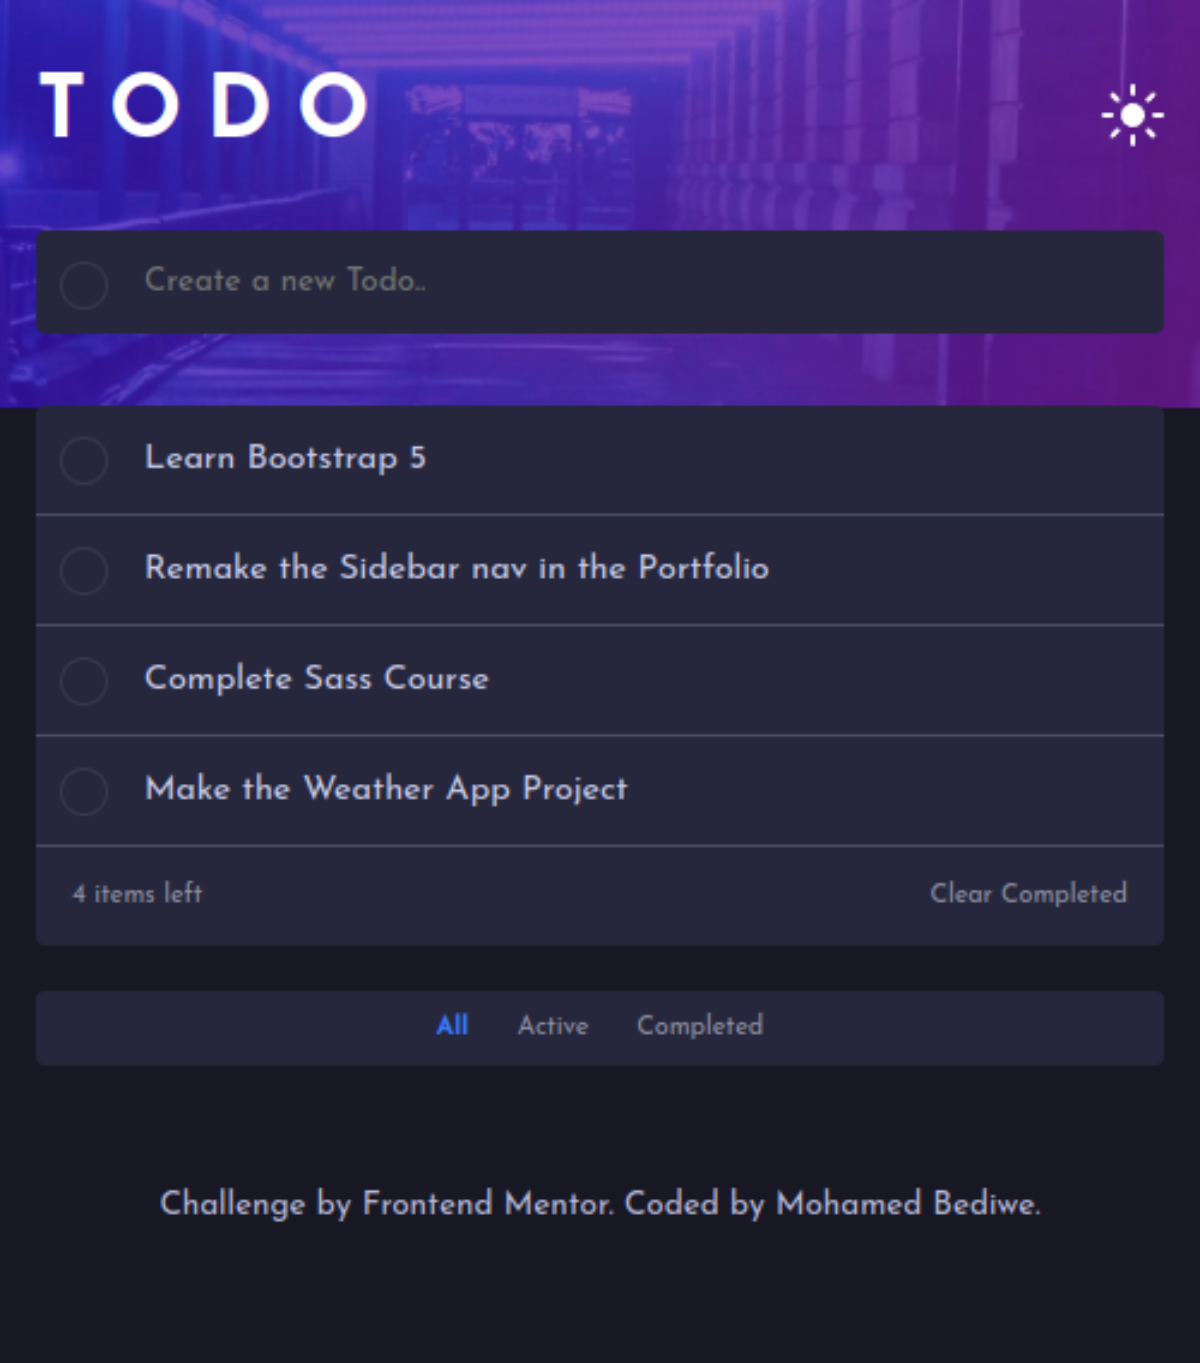 TODO
Create a new Todo..
Learn Bootstrap 5
Remake the Sidebar nav in the Portfolio
Complete Sass Course
Make the Weather App Project
4 items left Clear Completed
All Active Completed
Challenge by Frontend Mentor. Coded by Mohamed Bediwe.